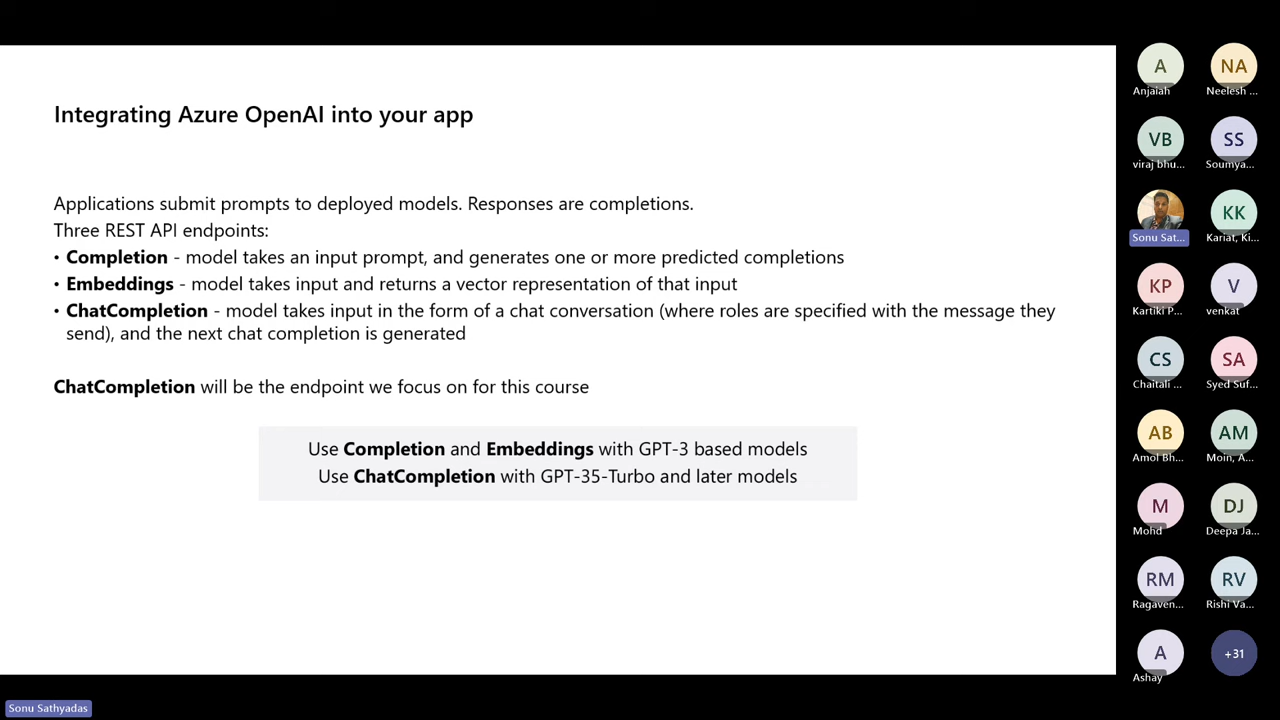 Integrating Azure OpenAI into your app
Applications submit prompts to deployed models. Responses are completions.
Three REST API endpoints:
• Completion - model takes an input prompt, and generates one or more predicted completions
• Embeddings - model takes input and returns a vector representation of that input
• ChatCompletion - model takes input in the form of a chat conversation (where roles are specified with the message they
send), and the next chat completion is generated
ChatCompletion will be the endpoint we focus on for this course
Use Completion and Embeddings with GPT-3 based models
Use ChatCompletion with GPT-35-Turbo and later models
A
Anjaiah
NA
Neelesh ...
VB
viraj bhu...
SS
Soumya...
Sonu Sat...
KK
Kariat, Ki...
KP
Kartiki P...
V
venkat
CS
Chaitali ...
SA
Syed Suf...
AB
Amol Bh...
AM
Moin, A...
M
Mohd
DJ
Deepa Ja...
RM
Ragaven...
RV
Rishi Va...
A
Ashay
+31
Sonu Sathyadas